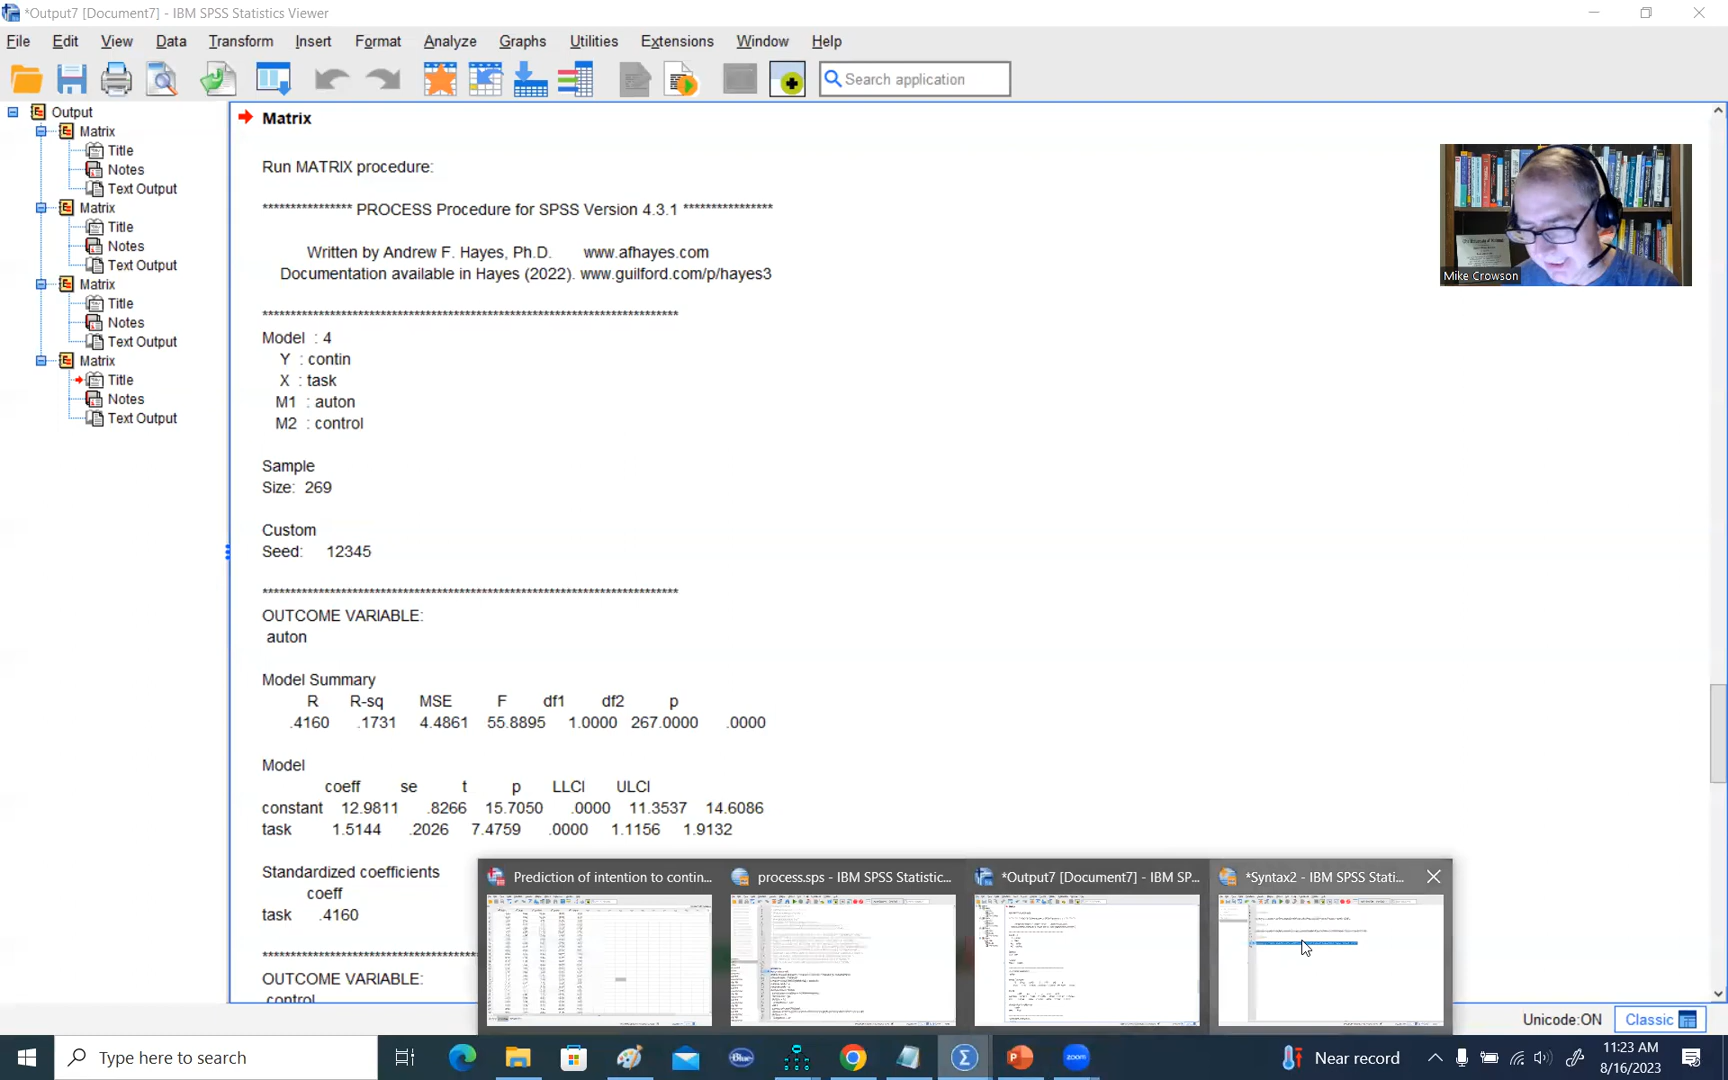 *Output7 [Document7] - IBM SPSS Statistics Viewer
File Edit View Data Transform Insert Format Analyze Graphs Utilities Extensions Window Help
Search application
Output
Matrix
Title
Notes
Text Output
Matrix
Title
Notes
Text Output
Matrix
Title
Notes
Text Output
Matrix
Title
Notes
Text Output
Matrix
Run MATRIX procedure:
*************** PROCESS Procedure for SPSS Version 4.3.1 ***************
Written by Andrew F. Hayes, Ph.D. www.afhayes.com
Documentation available in Hayes (2022). www.guilford.com/p/hayes3
**********************************************************************
Model : 4
Y : contin
X : task
M1 : auton
M2 : control
Sample
Size: 269
Custom
Seed: 12345
**********************************************************************
OUTCOME VARIABLE:
auton
Model Summary
R R-sq MSE F df1 df2 p
.4160 .1731 4.4861 55.8895 1.0000 267.0000 .0000
Model
coeff se t p LLCI ULCI
constant 12.9811 .8266 15.7050 .0000 11.3537 14.6086
task 1.5144 .2026 7.4759 .0000 1.1156 1.9132
Standardized coefficients
coeff
task .4160
OUTCOME VARIABLE:
control
Mike Crowson
Prediction of intention to contin...
process.sps - IBM SPSS Statistic...
*Output7 [Document7] - IBM SP...
*Syntax2 - IBM SPSS Stati...
Unicode:ON Classic
Type here to search
Blue
zoom
Near record
11:23 AM
8/16/2023